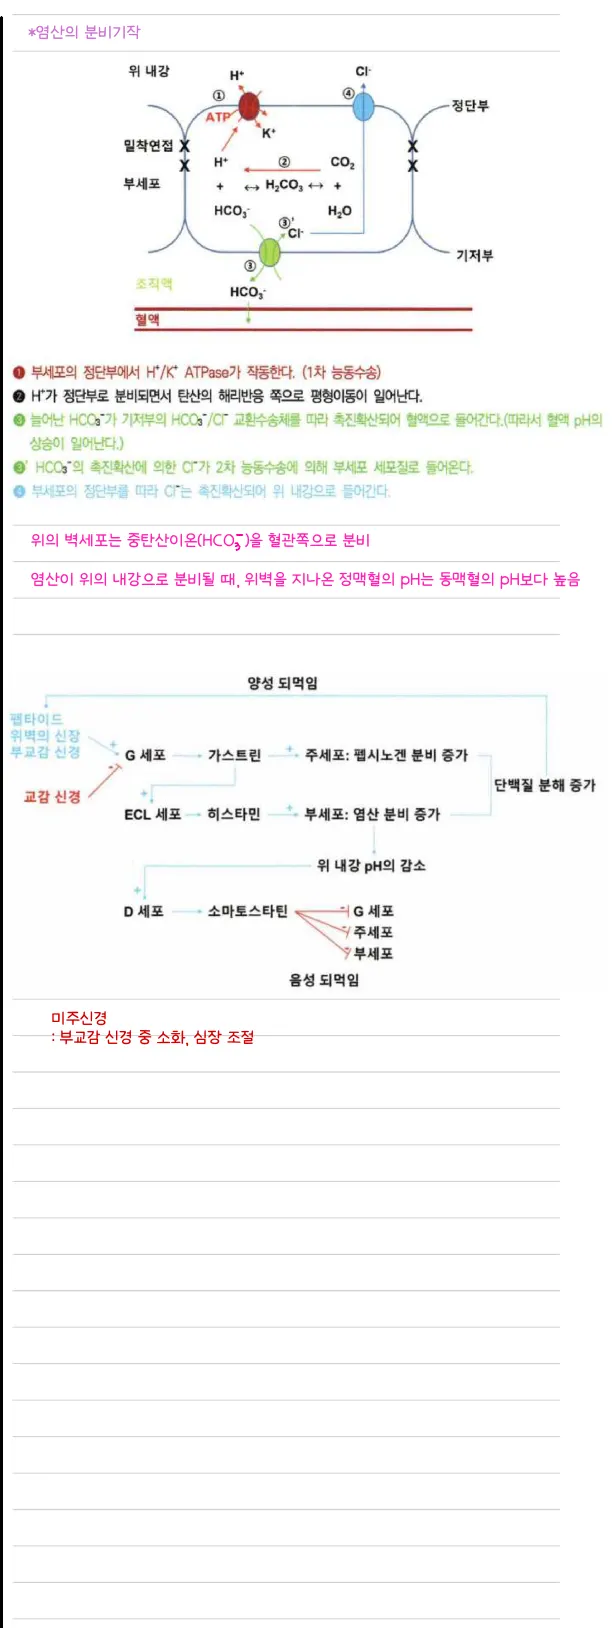 *염산의 분비기작
위 내강
H⁺
Cl⁻
①
④
정단부
ATP
K⁺
밀착연접
X
X
X
X
H⁺
②
CO₂
부세포
+ ↔ H₂CO₃ ↔ +
HCO₃⁻
H₂O
③'
Cl⁻
③
기저부
조직액
HCO₃⁻
혈액
❶ 부세포의 정단부에서 H⁺/K⁺ ATPase가 작동한다. (1차 능동수송)
❷ H⁺가 정단부로 분비되면서 탄산의 해리반응 쪽으로 평형이동이 일어난다.
❸ 늘어난 HCO₃⁻가 기저부의 HCO₃⁻/Cl⁻ 교환수송체를 따라 촉진확산되어 혈액으로 들어간다.(따라서 혈액 pH의
상승이 일어난다.)
❸' HCO₃⁻의 촉진확산에 의한 Cl⁻가 2차 능동수송에 의해 부세포 세포질로 들어온다.
❹ 부세포의 정단부를 따라 Cl⁻는 촉진확산되어 위 내강으로 들어간다.
위의 벽세포는 중탄산이온(HCO₃⁻)을 혈관쪽으로 분비
염산이 위의 내강으로 분비될 때, 위벽을 지나온 정맥혈의 pH는 동맥혈의 pH보다 높음
양성 되먹임
펩타이드
위벽의 신장
부교감 신경
+
-
G 세포
가스트린
+
주세포: 펩시노겐 분비 증가
단백질 분해 증가
교감 신경
+
ECL 세포
히스타민
+
부세포: 염산 분비 증가
위 내강 pH의 감소
+
D 세포
소마토스타틴
-
G 세포
-
주세포
-
부세포
음성 되먹임
미주신경
: 부교감 신경 중 소화, 심장 조절